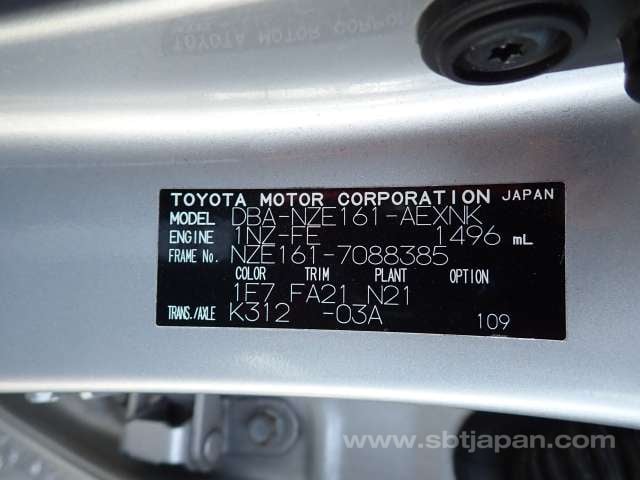 TOYOTA MOTOR CORPORATION JAPAN
MODEL DBA-NZE161-AEXNK
ENGINE 1NZ-FE 1496 mL
FRAME No. NZE161-7088385
COLOR TRIM PLANT OPTION
1F7 FA21 N21
TRANS./AXLE K312 -03A 109
www.sbtjapan.com